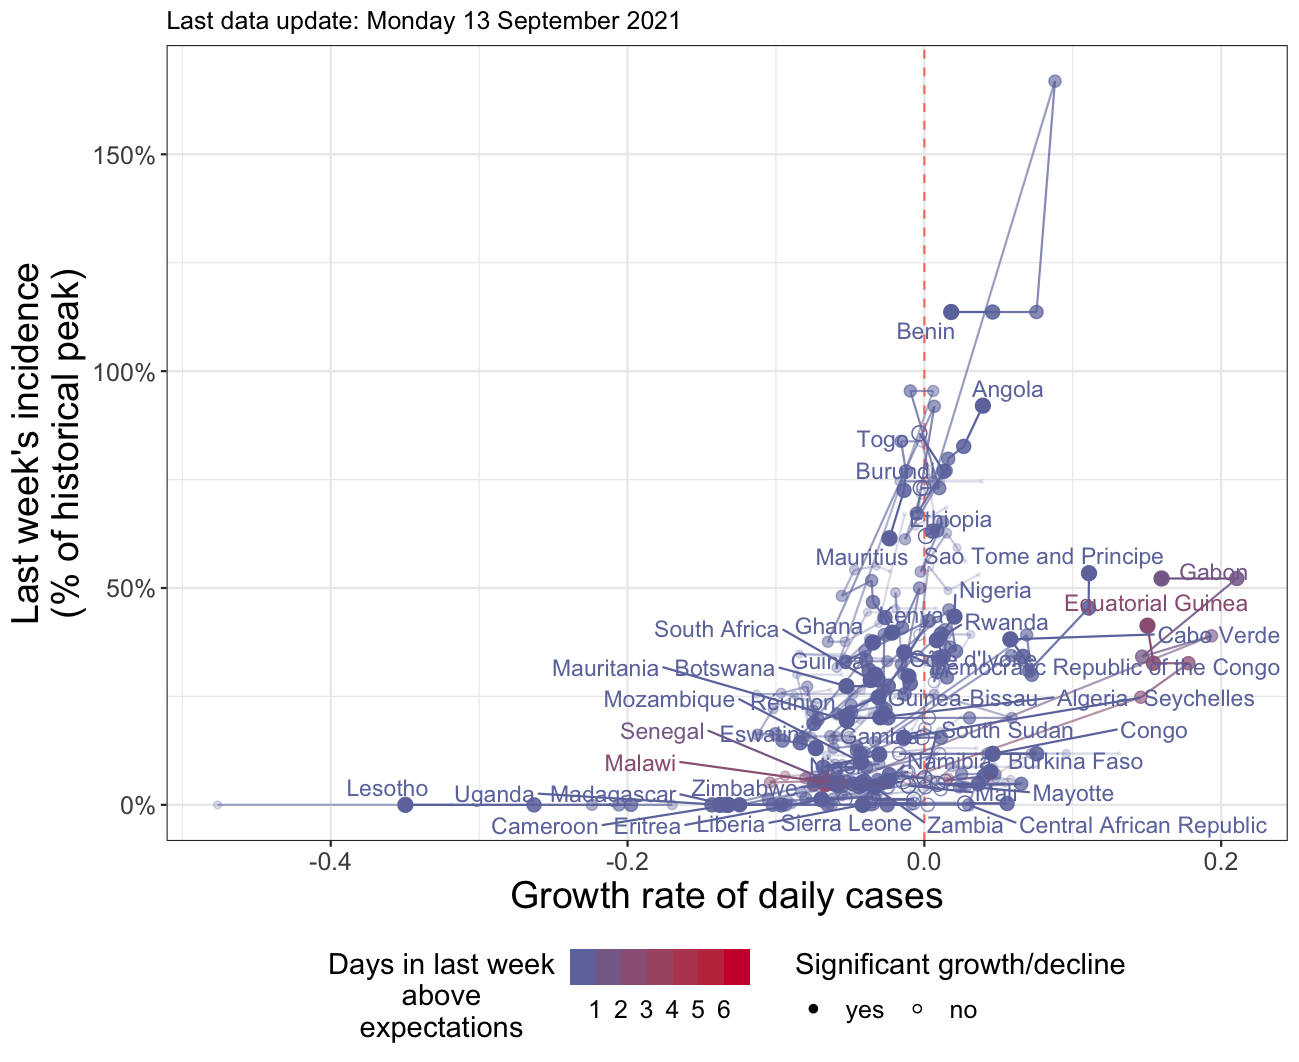 Last data update: Monday 13 September 2021
Last week's incidence
(% of historical peak)
150%
100%
50%
0%
Benin
Angola
Togo
Burundi
Ethiopia
Mauritius
Sao Tome and Principe
Gabon
Nigeria
Equatorial Guinea
Kenya
Rwanda
South Africa
Ghana
Cabo Verde
Guinea
Côte d'Ivoire
Mauritania
Botswana
Democratic Republic of the Congo
Mozambique
Reunion
Guinea-Bissau
Algeria
Seychelles
Senegal
Eswatini
Gambia
South Sudan
Congo
Malawi
Niger
Namibia
Burkina Faso
Lesotho
Uganda
Madagascar
Zimbabwe
Mali
Mayotte
Cameroon
Eritrea
Liberia
Sierra Leone
Zambia
Central African Republic
-0.4
-0.2
0.0
0.2
Growth rate of daily cases
Days in last week
above
expectations
1 2 3 4 5 6
Significant growth/decline
yes
no